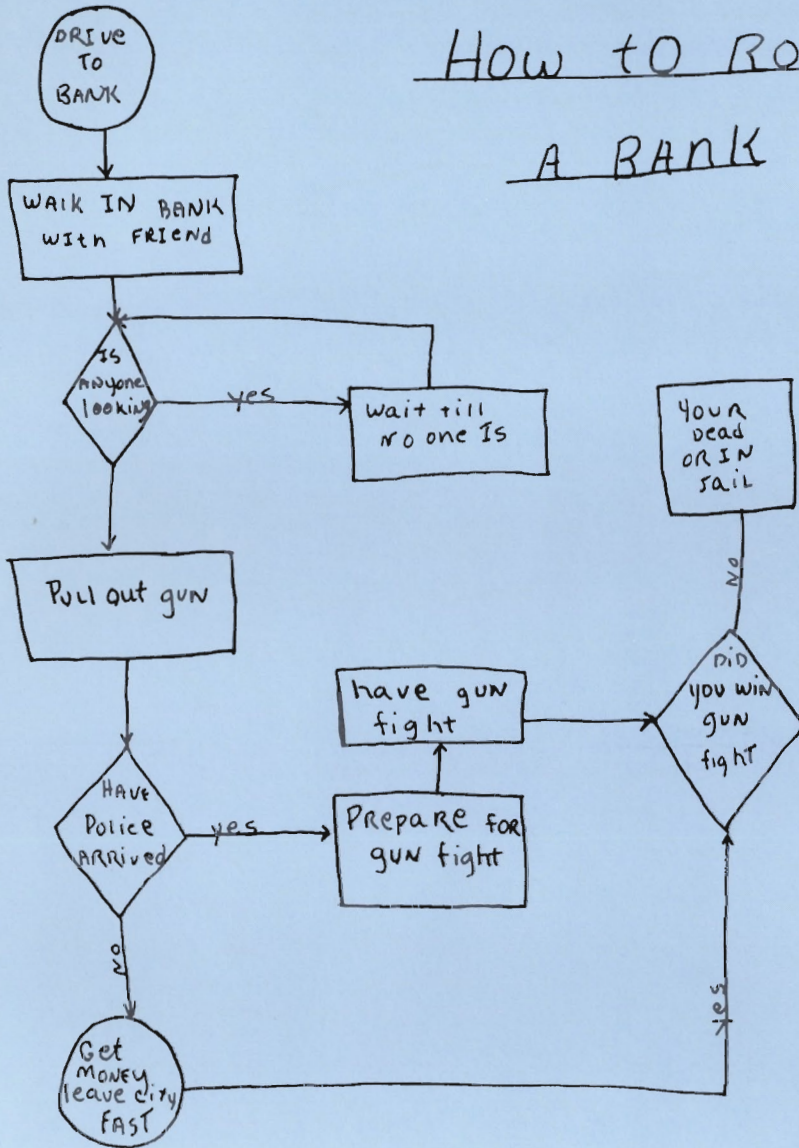 HOW tO RO
A BANK
DRIVE
TO
BANK
WALK IN BANK
WITh FRIENd
IS
ANyONE
looking
yes
Wait till
NO one Is
Pull out gun
HAVE
Police
ARRived
yes
PREPARE FOR
gUN fight
have gUN
fight
DiD
YOU WIN
gUN
fighT
NO
YOUR
Dead
OR IN
JaiL
yes
NO
Get
MONEY
leave city
FAST